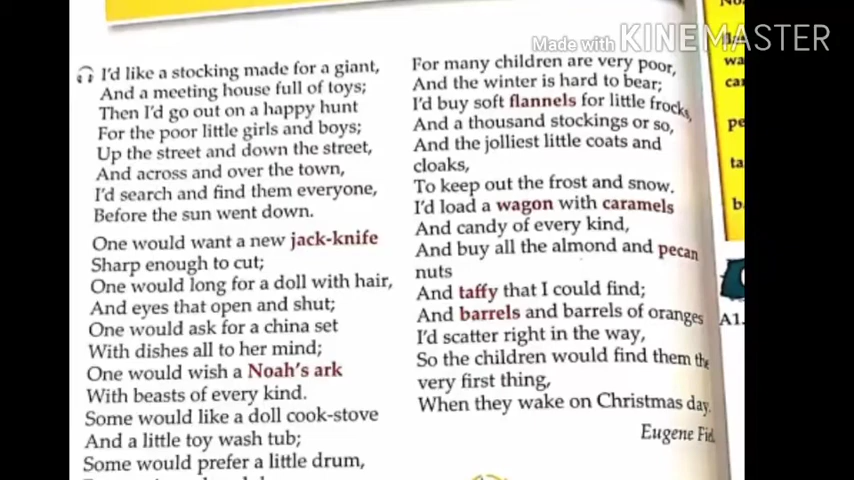 Made with KINEMASTER
I'd like a stocking made for a giant,
And a meeting house full of toys;
Then I'd go out on a happy hunt
For the poor little girls and boys;
Up the street and down the street,
And across and over the town,
I'd search and find them everyone,
Before the sun went down.
One would want a new jack-knife
Sharp enough to cut;
One would long for a doll with hair,
And eyes that open and shut;
One would ask for a china set
With dishes all to her mind;
One would wish a Noah's ark
With beasts of every kind.
Some would like a doll cook-stove
And a little toy wash tub;
Some would prefer a little drum,
For many children are very poor,
And the winter is hard to bear;
I'd buy soft flannels for little frocks,
And a thousand stockings or so,
And the jolliest little coats and
cloaks,
To keep out the frost and snow.
I'd load a wagon with caramels
And candy of every kind,
And buy all the almond and pecan
nuts
And taffy that I could find;
And barrels and barrels of oranges
I'd scatter right in the way,
So the children would find them the
very first thing,
When they wake on Christmas day.
Eugene
A1.